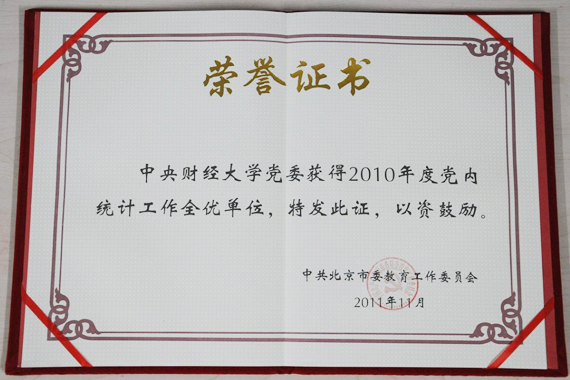 荣誉证书
中央财经大学党委获得2010年度党内
统计工作全优单位，特发此证，以资鼓励。
中共北京市委教育工作委员会
2011年11月